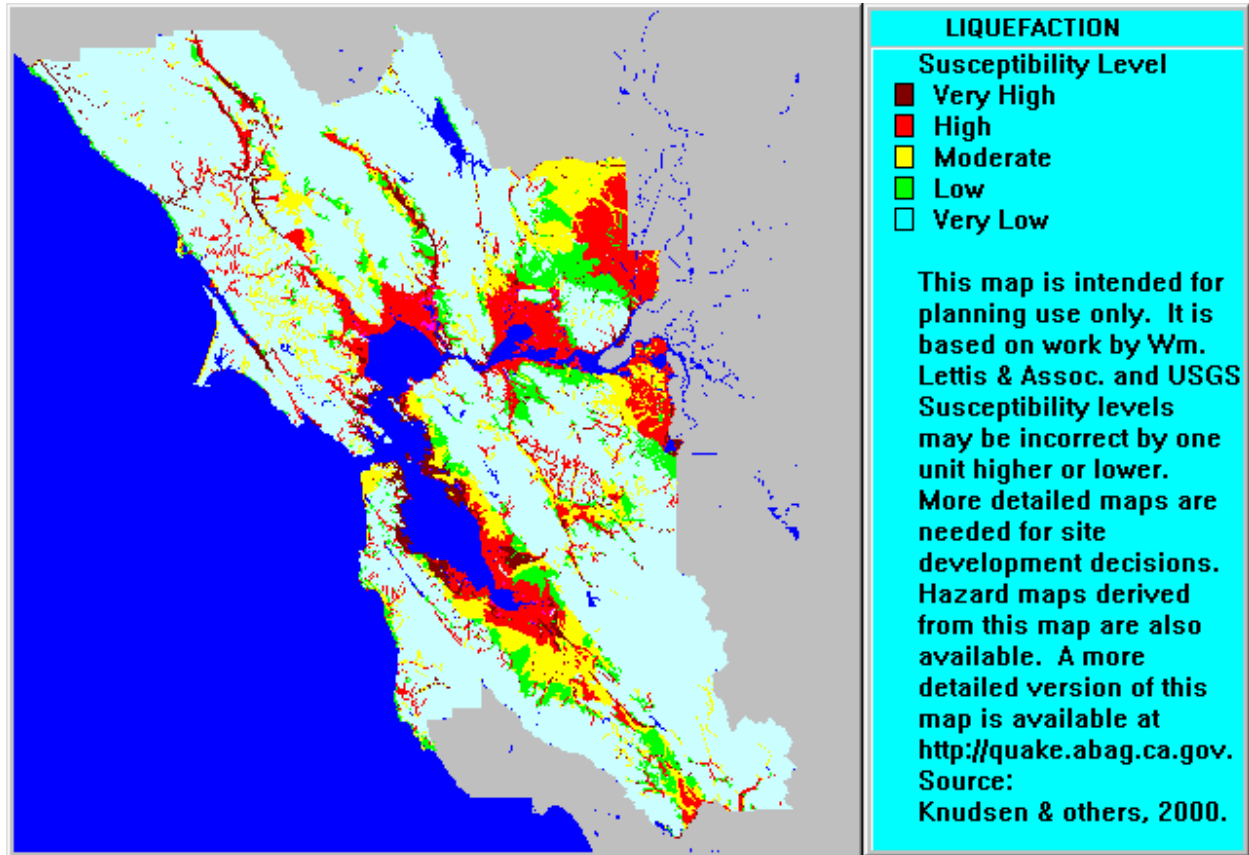 LIQUEFACTION
Susceptibility Level
Very High
High
Moderate
Low
Very Low
This map is intended for
planning use only. It is
based on work by Wm.
Lettis & Assoc. and USGS
Susceptibility levels
may be incorrect by one
unit higher or lower.
More detailed maps are
needed for site
development decisions.
Hazard maps derived
from this map are also
available. A more
detailed version of this
map is available at
http://quake.abag.ca.gov.
Source:
Knudsen & others, 2000.